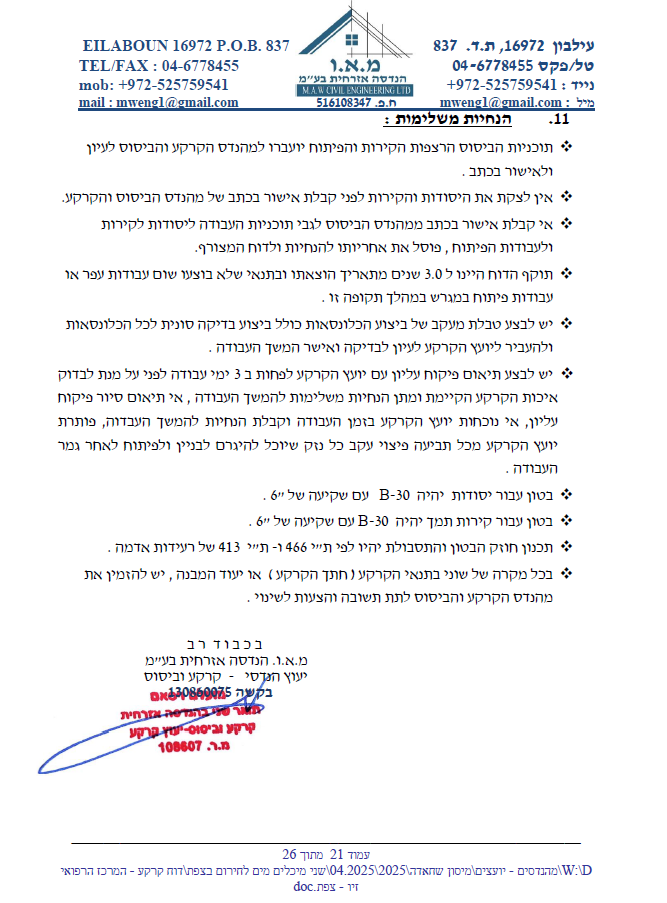 EILABOUN 16972 P.O.B. 837
TEL/FAX : 04-6778455
mob: +972-525759541
mail : mweng1@gmail.com
מ.א.ו
הנדסה אזרחית בע"מ
M.A.W CIVIL ENGINEERING LTD
ח.פ. 516108347
עילבון 16972, ת.ד. 837
טל/פקס 04-6778455
נייד : +972-525759541
מיל : mweng1@gmail.com
11. הנחיות משלימות :
❖ תוכניות הביסוס הרצפות הקירות והפיתוח יועברו למהנדס הקרקע והביסוס לעיון
ולאישור בכתב .
❖ אין לצקת את היסודות והקירות לפני קבלת אישור בכתב של מהנדס הביסוס והקרקע.
❖ אי קבלת אישור בכתב ממהנדס הביסוס לגבי תוכניות העבודה ליסודות לקירות
ולעבודות הפיתוח , פוסל את אחריותו להנחיות ולדוח המצורף.
❖ תוקף הדוח היינו ל 3.0 שנים מתאריך הוצאתו ובתנאי שלא בוצעו שום עבודות עפר או
עבודות פיתוח במגרש במהלך תקופה זו .
❖ יש לבצע טבלת מעקב של ביצוע הכלונסאות כולל ביצוע בדיקה סונית לכל הכלונסאות
ולהעביר ליועץ הקרקע לעיון לבדיקה ואישר המשך העבודה .
❖ יש לבצע תיאום פיקוח עליון עם יועץ הקרקע לפחות ב 3 ימי עבודה לפני על מנת לבדוק
איכות הקרקע הקיימת ומתן הנחיות משלימות להמשך העבודה , אי תיאום סיור פיקוח
עליון, אי נוכחות יועץ הקרקע בזמן העבודה וקבלת הנחיות להמשך העבדוה, פותרת
יועץ הקרקע מכל תביעה פיצוי עקב כל נזק שיוכל להיגרם לבניין ולפיתוח לאחר גמר
העבודה .
❖ בטון עבור יסודות יהיה B-30 עם שקיעה של "6 .
❖ בטון עבור קירות תמך יהיה B-30 עם שקיעה של "6 .
❖ תכנון חוזק הבטון והתסבולת יהיו לפי ת"י 466 ו- ת"י 413 של רעידות אדמה .
❖ בכל מקרה של שוני בתנאי הקרקע ( חתך הקרקע ) או יעוד המבנה , יש להזמין את
מהנדס הקרקע והביסוס לתת תשובה והצעות לשינוי .
בכבוד רב
מ.א.ו. הנדסה אזרחית בע"מ
יעוץ הנדסי - קרקע וביסוס
בקשה 130860075
תואר שני בהנדסה אזרחית
קרקע וביסוס-יועץ קרקע
מ.ר. 108607
עמוד 21 מתוך 26
W:\D\מהנדסים - יועצים\מיסון שחאדה\2025\04.2025\שני מיכלים מים לחירום בצפת\דוח קרקע - המרכז הרפואי
זיו - צפת.doc